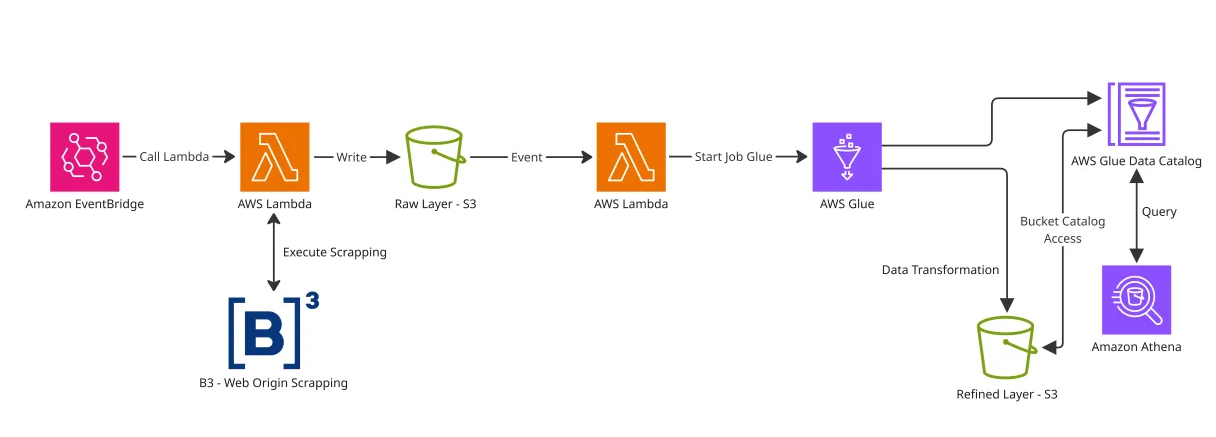 Call Lambda
Write
Event
Start Job Glue
AWS Glue Data Catalog
Amazon EventBridge
AWS Lambda
Raw Layer - S3
AWS Lambda
AWS Glue
Query
Bucket Catalog
Access
Execute Scrapping
Data Transformation
B 3
B3 - Web Origin Scrapping
Amazon Athena
Refined Layer - S3